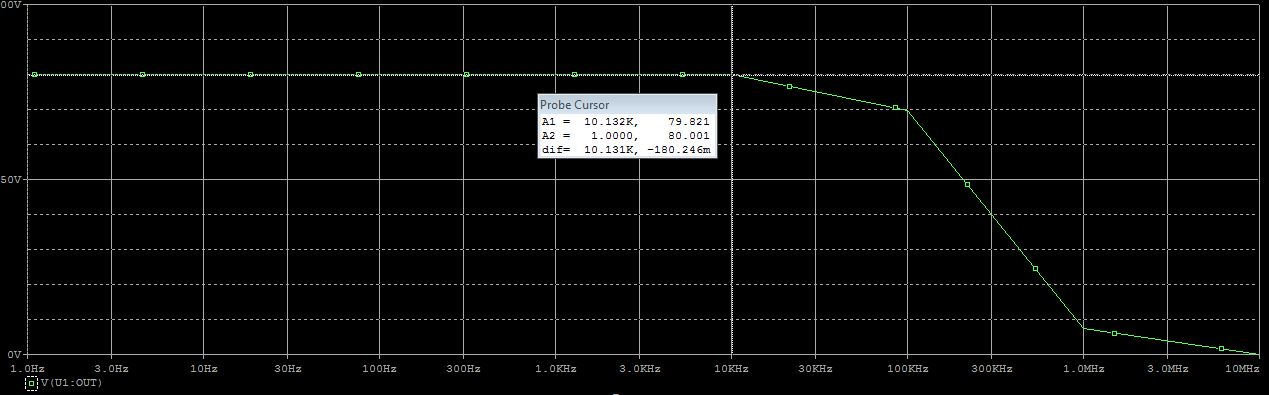 00V
Probe Cursor
A1 = 10.132K, 79.821
A2 = 1.0000, 80.001
dif= 10.131K, -180.246m
50V
0V
1.0Hz 3.0Hz 10Hz 30Hz 100Hz 300Hz 1.0KHz 3.0KHz 10KHz 30KHz 100KHz 300KHz 1.0MHz 3.0MHz 10MHz
V(U1:OUT)